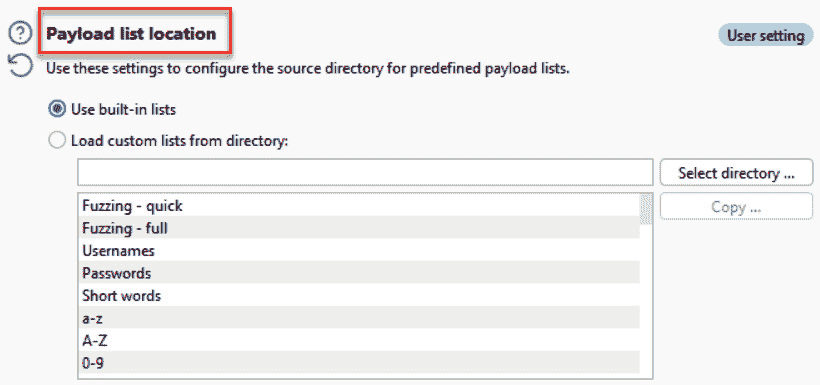 Payload list location
User setting
Use these settings to configure the source directory for predefined payload lists.
Use built-in lists
Load custom lists from directory:
Select directory ...
Fuzzing - quick
Copy ...
Fuzzing - full
Usernames
Passwords
Short words
a-z
A-Z
0-9